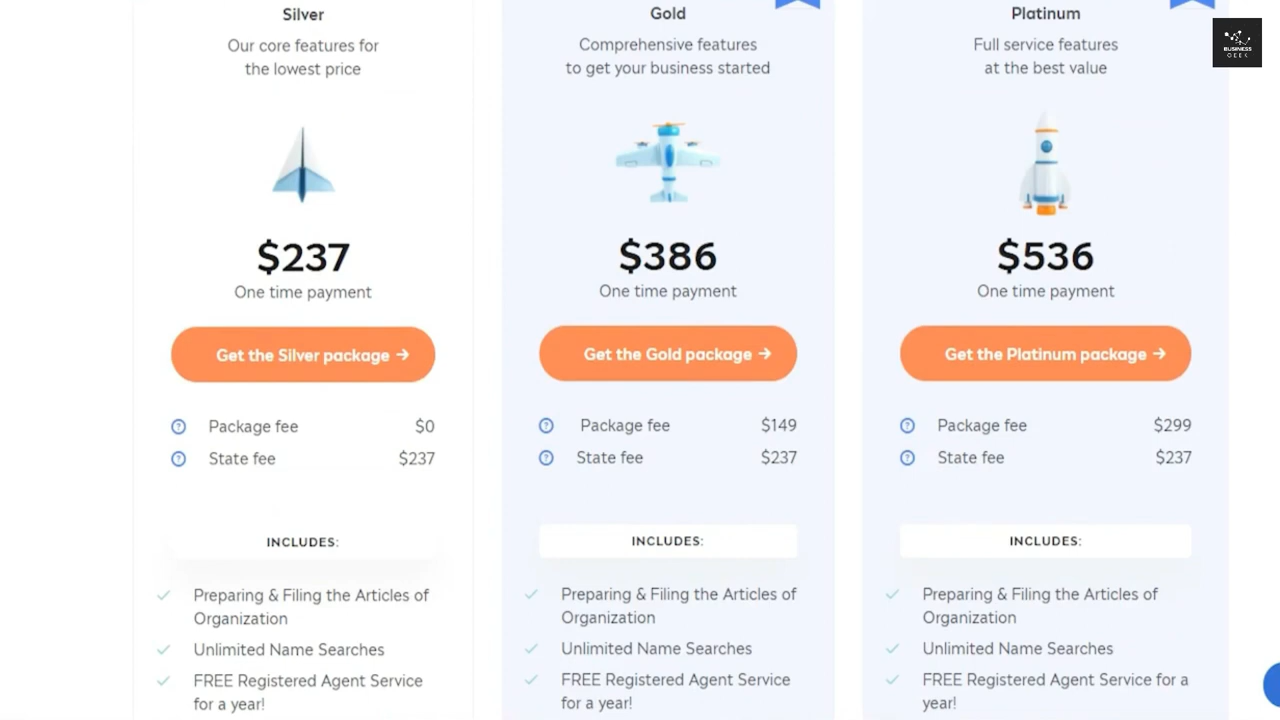 Silver
Our core features for
the lowest price
$237
One time payment
Get the Silver package →
Package fee $0
State fee $237
INCLUDES:
Preparing & Filing the Articles of
Organization
Unlimited Name Searches
FREE Registered Agent Service
for a year!
Gold
Comprehensive features
to get your business started
$386
One time payment
Get the Gold package →
Package fee $149
State fee $237
INCLUDES:
Preparing & Filing the Articles of
Organization
Unlimited Name Searches
FREE Registered Agent Service
for a year!
Platinum
Full service features
at the best value
$536
One time payment
Get the Platinum package →
Package fee $299
State fee $237
INCLUDES:
Preparing & Filing the Articles of
Organization
Unlimited Name Searches
FREE Registered Agent Service for a
year!
BUSINESS
GEEK